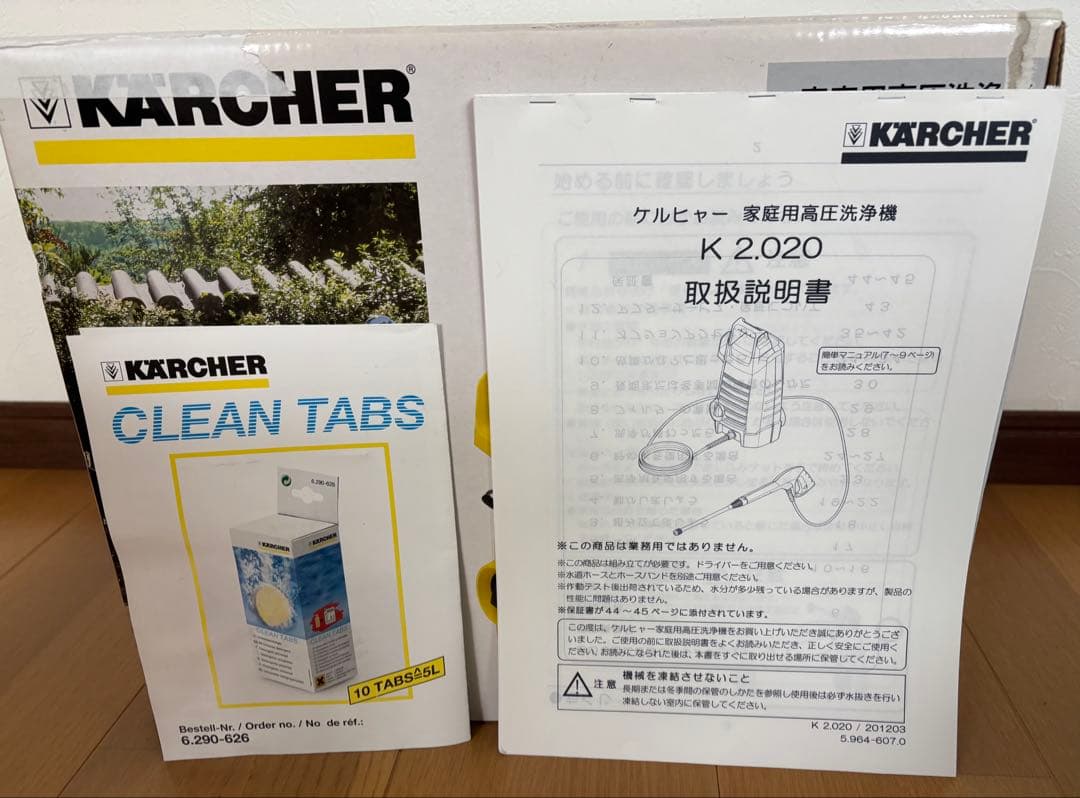 KÄRCHER®
家庭用高圧洗浄
KÄRCHER
CLEAN TABS
6.290-626
KÄRCHER
KÄRCHER
CLEAN TABS
CLEAN TABS
10 TABS≙5L
Bestell-Nr. / Order no. / No de réf.:
6.290-626
KÄRCHER
ケルヒャー 家庭用高圧洗浄機
K 2.020
取扱説明書
簡単マニュアル(7〜9ページ)
をお読みください。
※この商品は業務用ではありません。
※この商品は組み立てが必要です。ドライバーをご用意ください。
※水道ホースとホースバンドを別途ご用意ください。
※作動テスト後出荷されているため、水分が多少残っている場合がありますが、製品の
性能に問題はありません。
※保証書が44〜45ページに添付されています。
この度は、ケルヒャー家庭用高圧洗浄機をお買い上げいただき誠にありがとうござ
いました。ご使用の前に取扱説明書をよくお読みいただき、正しく安全にご使用く
ださい。お読みになられた後は、本書をすぐに取り出せる場所に保管してください。
注意
機械を凍結させないこと
長期または冬季間の保管のしかたを参照し使用後は必ず水抜きを行い
凍結しない室内に保管してください。
K 2.020 / 201203
5.964-607.0